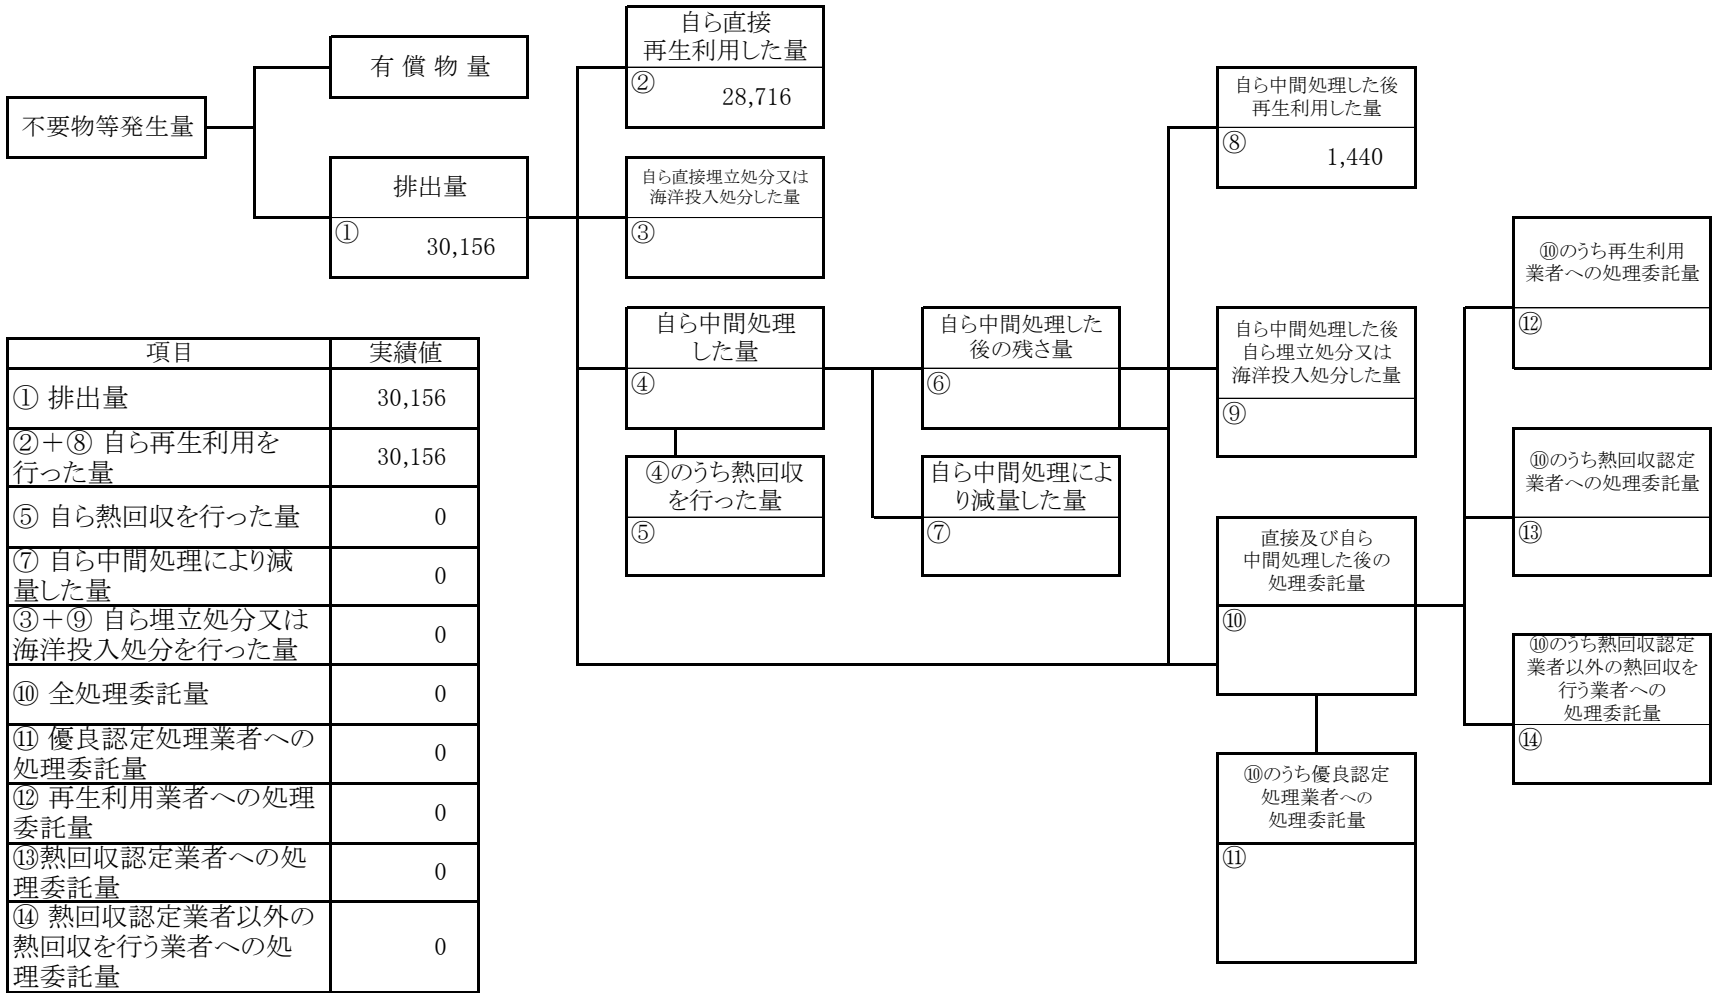 不要物等発生量
有 償 物 量
排出量
①
30,156
自ら直接
再生利用した量
②
28,716
自ら直接埋立処分又は
海洋投入処分した量
③
自ら中間処理
した量
④
④のうち熱回収
を行った量
⑤
自ら中間処理した
後の残さ量
⑥
自ら中間処理によ
り減量した量
⑦
自ら中間処理した後
再生利用した量
⑧
1,440
自ら中間処理した後
自ら埋立処分又は
海洋投入処分した量
⑨
直接及び自ら
中間処理した後の
処理委託量
⑩
⑩のうち優良認定
処理業者への
処理委託量
⑪
⑩のうち再生利用
業者への処理委託量
⑫
⑩のうち熱回収認定
業者への処理委託量
⑬
⑩のうち熱回収認定
業者以外の熱回収を
行う業者への
処理委託量
⑭
項目 実績値
① 排出量 30,156
②＋⑧ 自ら再生利用を
行った量 30,156
⑤ 自ら熱回収を行った量 0
⑦ 自ら中間処理により減
量した量 0
③＋⑨ 自ら埋立処分又は
海洋投入処分を行った量 0
⑩ 全処理委託量 0
⑪ 優良認定処理業者への
処理委託量 0
⑫ 再生利用業者への処理
委託量 0
⑬熱回収認定業者への処
理委託量 0
⑭ 熱回収認定業者以外の
熱回収を行う業者への処
理委託量 0